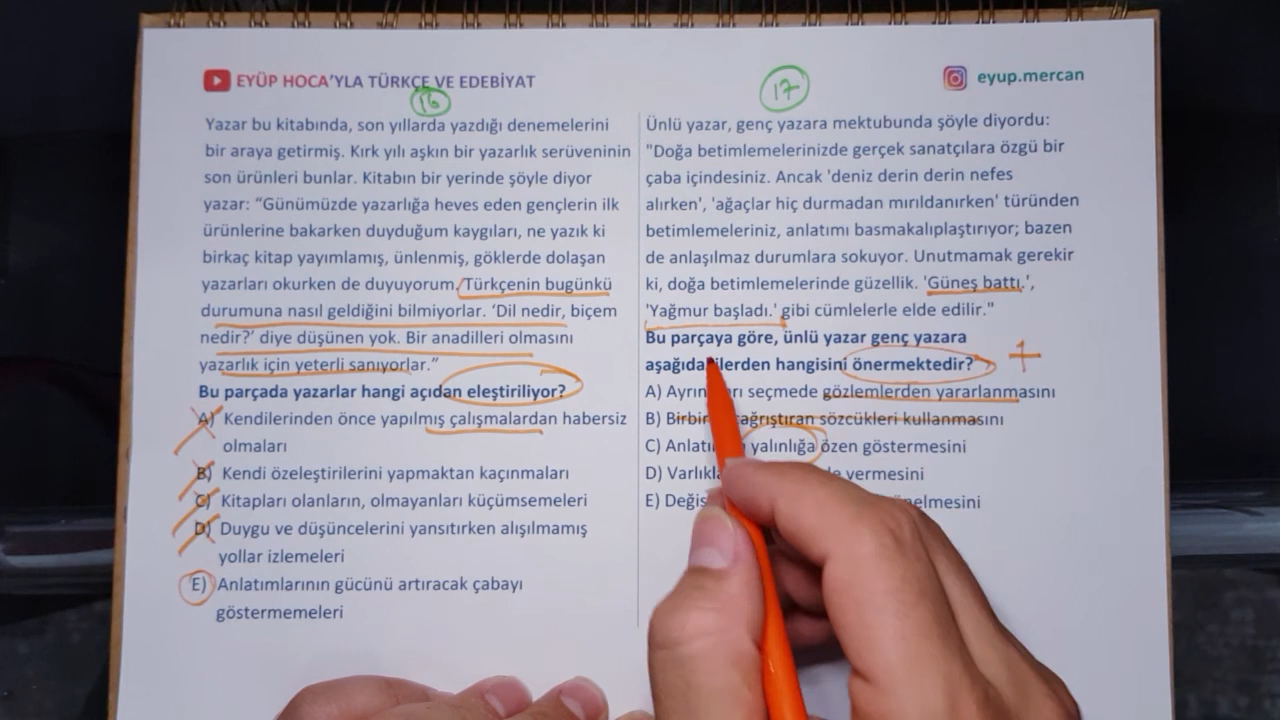 EYÜP HOCA'YLA TÜRKÇE VE EDEBİYAT
16
Yazar bu kitabında, son yıllarda yazdığı denemelerini
bir araya getirmiş. Kırk yılı aşkın bir yazarlık serüveninin
son ürünleri bunlar. Kitabın bir yerinde şöyle diyor
yazar: "Günümüzde yazarlığa heves eden gençlerin ilk
ürünlerine bakarken duyduğum kaygıları, ne yazık ki
birkaç kitap yayımlamış, ünlenmiş, göklerde dolaşan
yazarları okurken de duyuyorum. Türkçenin bugünkü
durumuna nasıl geldiğini bilmiyorlar. 'Dil nedir, biçem
nedir?' diye düşünen yok. Bir anadilleri olmasını
yazarlık için yeterli sanıyorlar."
Bu parçada yazarlar hangi açıdan eleştiriliyor?
A) Kendilerinden önce yapılmış çalışmalardan habersiz
olmaları
B) Kendi özeleştirilerini yapmaktan kaçınmaları
C) Kitapları olanların, olmayanları küçümsemeleri
D) Duygu ve düşüncelerini yansıtırken alışılmamış
yollar izlemeleri
E) Anlatımlarının gücünü artıracak çabayı
göstermemeleri
eyup.mercan
17
Ünlü yazar, genç yazara mektubunda şöyle diyordu:
"Doğa betimlemelerinizde gerçek sanatçılara özgü bir
çaba içindesiniz. Ancak 'deniz derin derin nefes
alırken', 'ağaçlar hiç durmadan mırıldanırken' türünden
betimlemeleriniz, anlatımı basmakalıplaştırıyor; bazen
de anlaşılmaz durumlara sokuyor. Unutmamak gerekir
ki, doğa betimlemelerinde güzellik. 'Güneş battı.',
'Yağmur başladı.' gibi cümlelerle elde edilir."
Bu parçaya göre, ünlü yazar genç yazara
hangisini önermektedir? +
A) seçmede gözlemlerden yararlanmasını
B) çağrıştıran sözcükleri kullanmasını
C) yalınlığa özen göstermesini
D) vermesini
E)